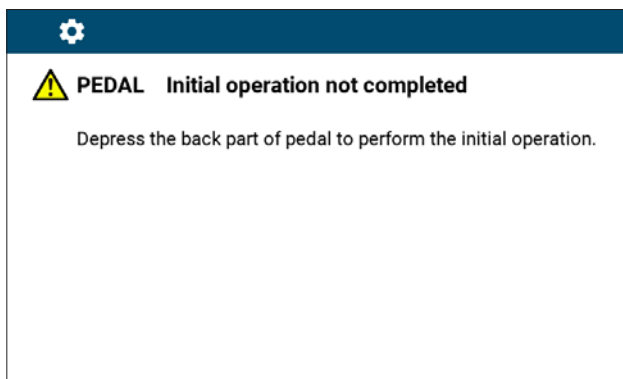 PEDAL Initial operation not completed
Depress the back part of pedal to perform the initial operation.